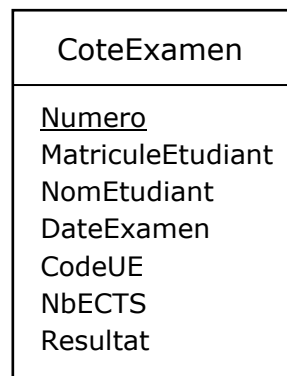 CoteExamen
Numero
MatriculeEtudiant
NomEtudiant
DateExamen
CodeUE
NbECTS
Resultat